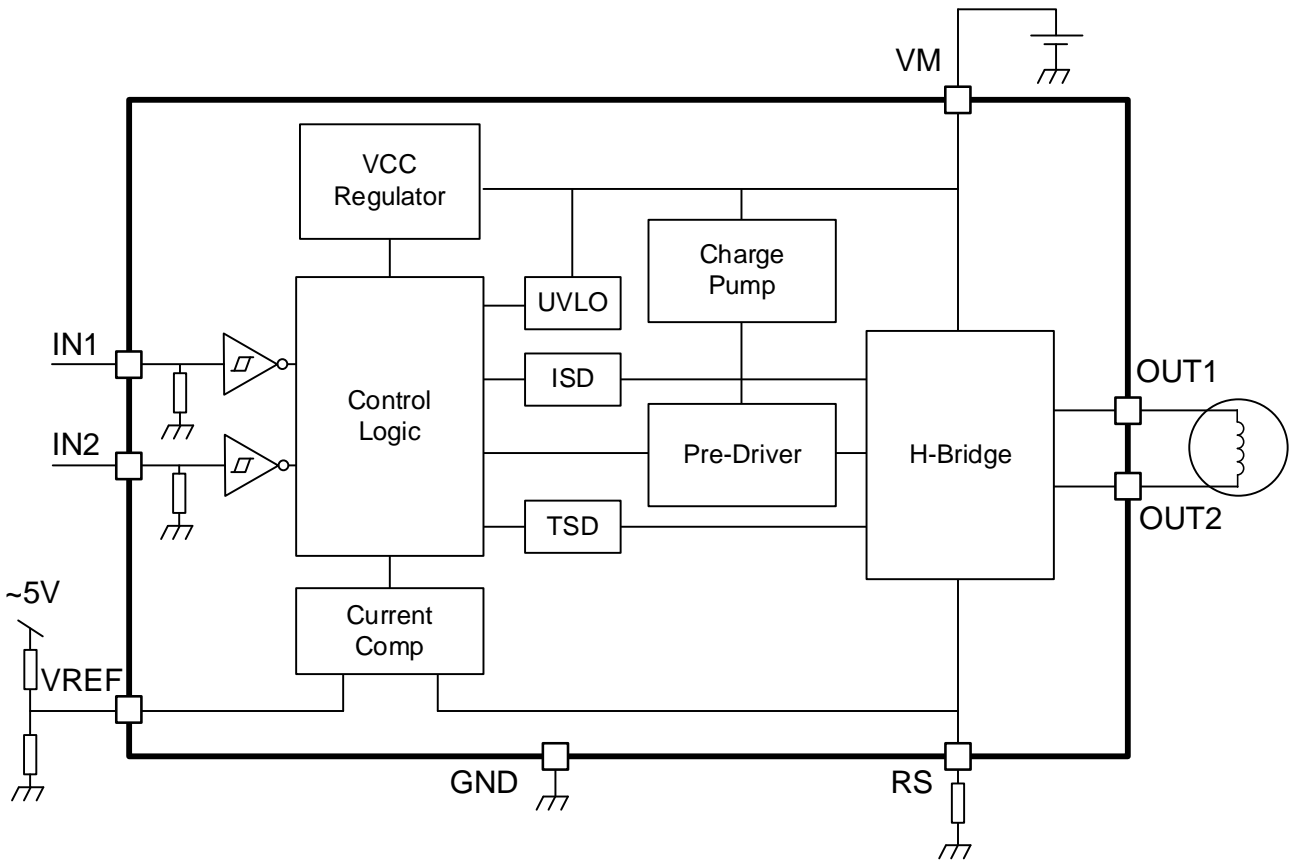 VM
VCC
Regulator
Charge
Pump
UVLO
IN1
ISD
OUT1
Control
Logic
IN2
Pre-Driver
H-Bridge
TSD
OUT2
~5V
Current
Comp
VREF
GND
RS